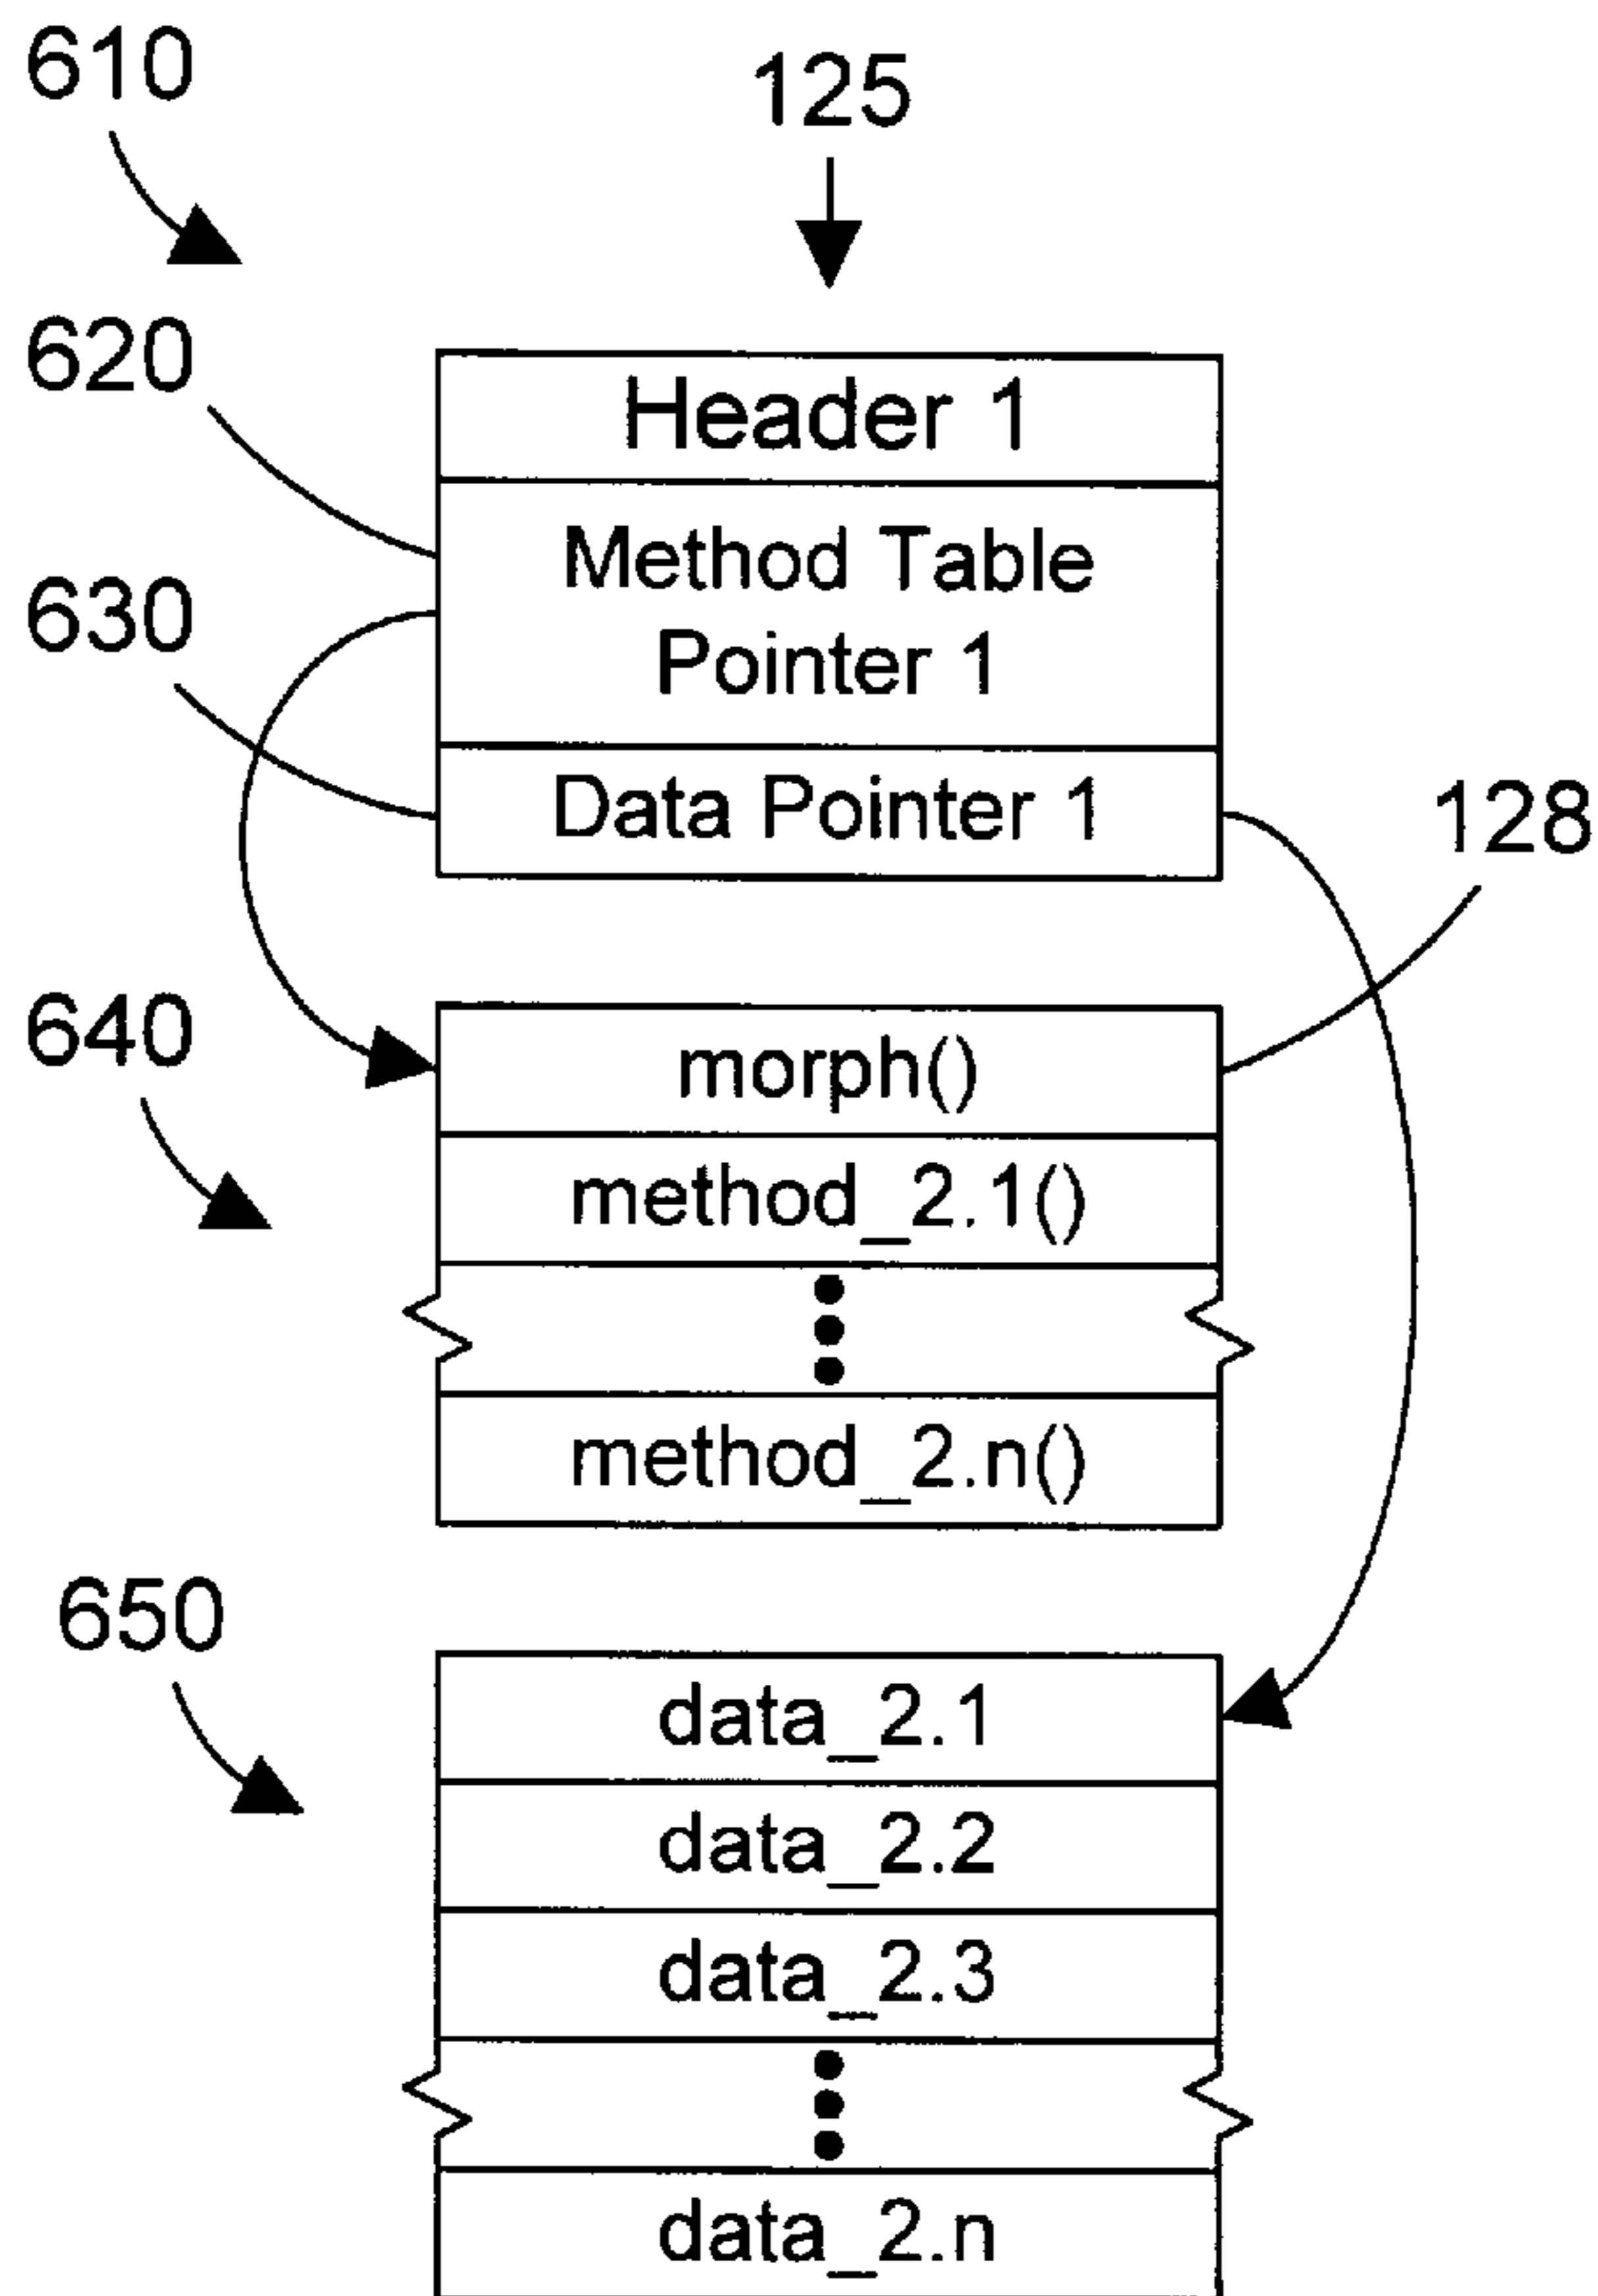 610
125
620
Header 1
Method Table
Pointer 1
630
Data Pointer 1
128
640
morph()
method_2.1()
method_2.n()
650
data_2.1
data_2.2
data_2.3
data_2.n